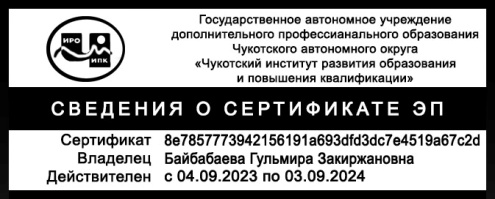 ИРО
ИПК
Государственное автономное учреждение
дополнительного профессианального образования
Чукотского автономного округа
«Чукотский институт развития образования
и повышения квалификации»
СВЕДЕНИЯ О СЕРТИФИКАТЕ ЭП
Сертификат 8e7857773942156191a693dfd3dc7e4519a67c2d
Владелец Байбабаева Гульмира Закиржановна
Действителен с 04.09.2023 по 03.09.2024